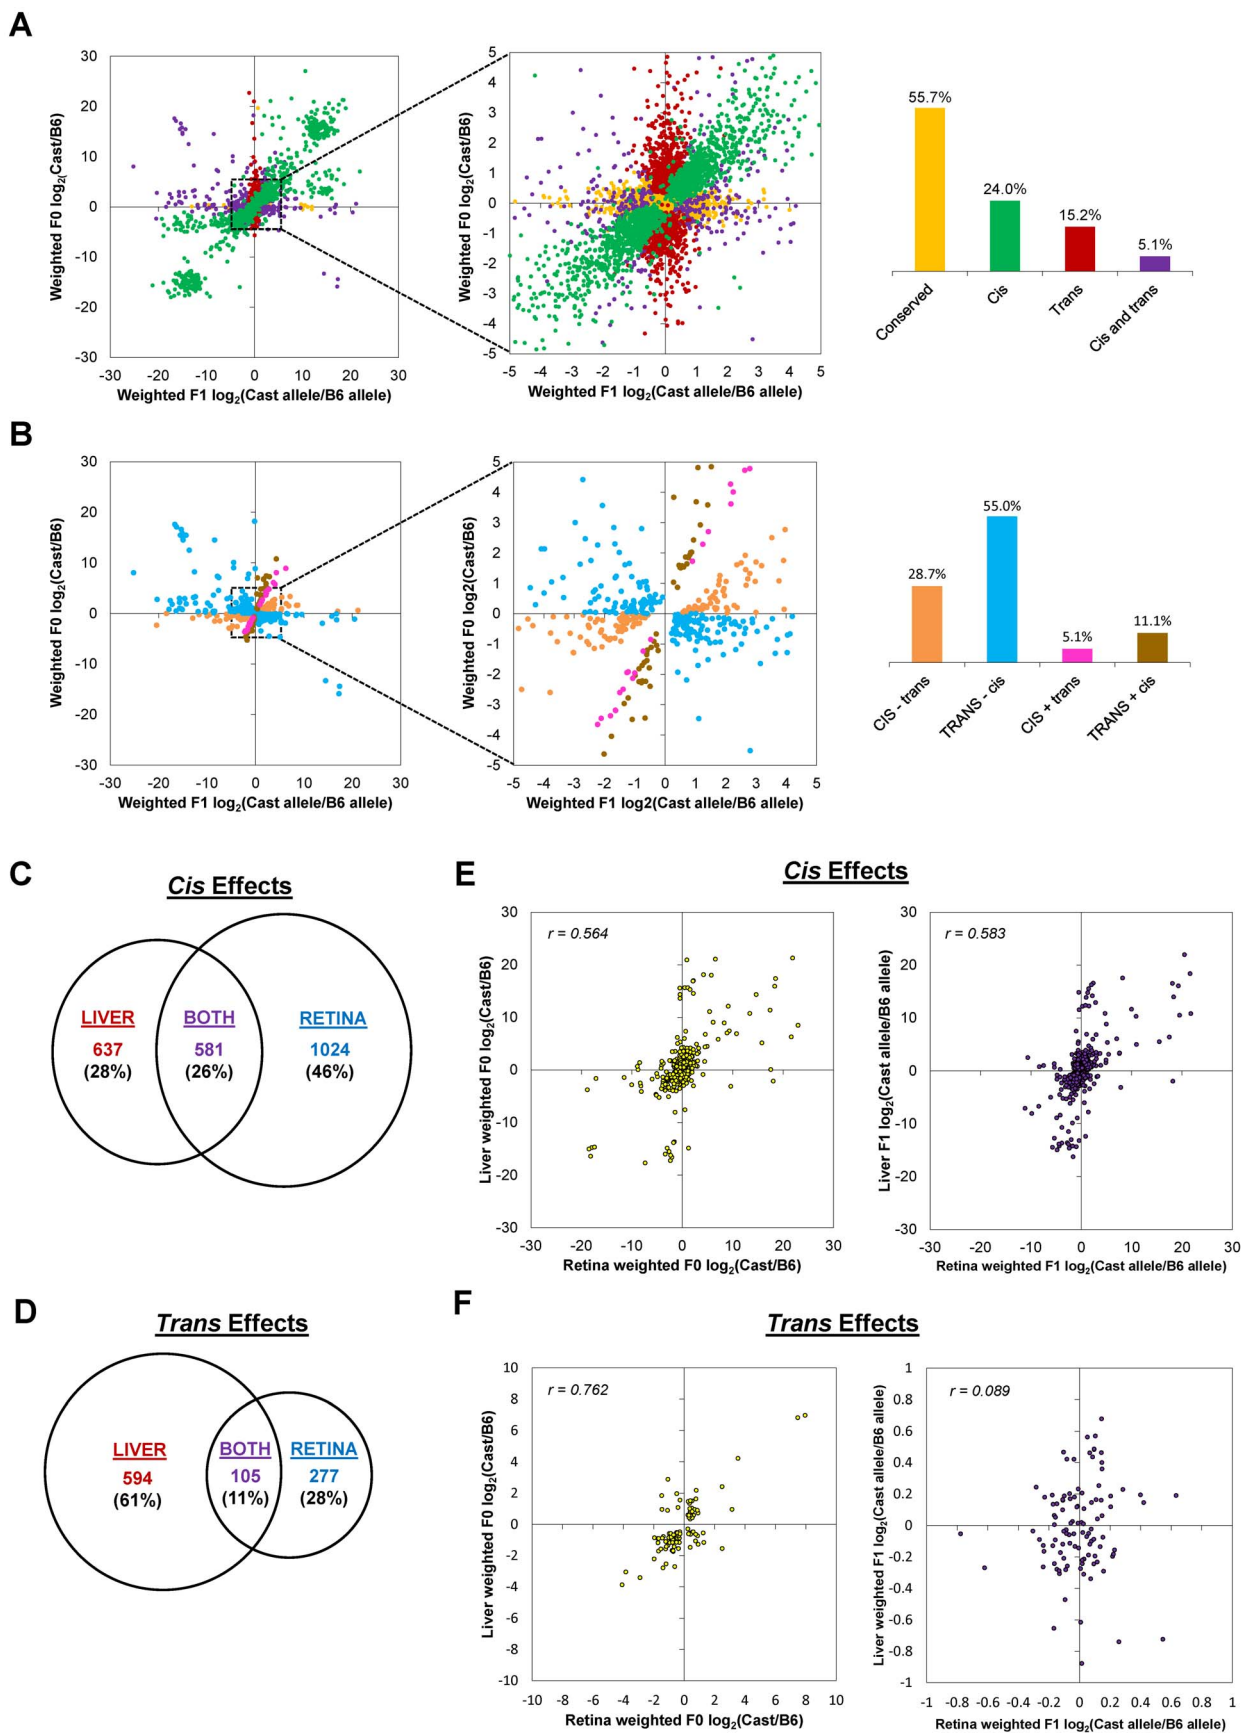 A
Weighted F0 log2(Cast/B6)
30
20
10
0
-10
-20
-30
-30 -20 -10 0 10 20 30
Weighted F1 log2(Cast allele/B6 allele)
Weighted F0 log2(Cast/B6)
5
4
3
2
1
0
-1
-2
-3
-4
-5
-5 -4 -3 -2 -1 0 1 2 3 4 5
Weighted F1 log2(Cast allele/B6 allele)
55.7%
24.0%
15.2%
5.1%
Conserved
Cis
Trans
Cis and trans
B
Weighted F0 log2(Cast/B6)
30
20
10
0
-10
-20
-30
-30 -20 -10 0 10 20 30
Weighted F1 log2(Cast allele/B6 allele)
Weighted F0 log2(Cast/B6)
5
4
3
2
1
0
-1
-2
-3
-4
-5
-5 -4 -3 -2 -1 0 1 2 3 4 5
Weighted F1 log2(Cast allele/B6 allele)
28.7%
55.0%
5.1%
11.1%
CIS - trans
TRANS - cis
CIS + trans
TRANS + cis
C
Cis Effects
LIVER
637
(28%)
BOTH
581
(26%)
RETINA
1024
(46%)
D
Trans Effects
LIVER
594
(61%)
BOTH
105
(11%)
RETINA
277
(28%)
E
Cis Effects
r = 0.564
Liver weighted F0 log2(Cast/B6)
30
20
10
0
-10
-20
-30
-30 -20 -10 0 10 20 30
Retina weighted F0 log2(Cast/B6)
r = 0.583
Liver F1 log2(Cast allele/B6 allele)
30
20
10
0
-10
-20
-30
-30 -20 -10 0 10 20 30
Retina weighted F1 log2(Cast allele/B6 allele)
F
Trans Effects
r = 0.762
Liver weighted F0 log2(Cast/B6)
10
8
6
4
2
0
-2
-4
-6
-8
-10
-10 -8 -6 -4 -2 0 2 4 6 8 10
Retina weighted F0 log2(Cast/B6)
r = 0.089
Liver weighted F1 log2(Cast allele/B6 allele)
1
0.8
0.6
0.4
0.2
0
-0.2
-0.4
-0.6
-0.8
-1
-1 -0.8 -0.6 -0.4 -0.2 0 0.2 0.4 0.6 0.8 1
Retina weighted F1 log2(Cast allele/B6 allele)